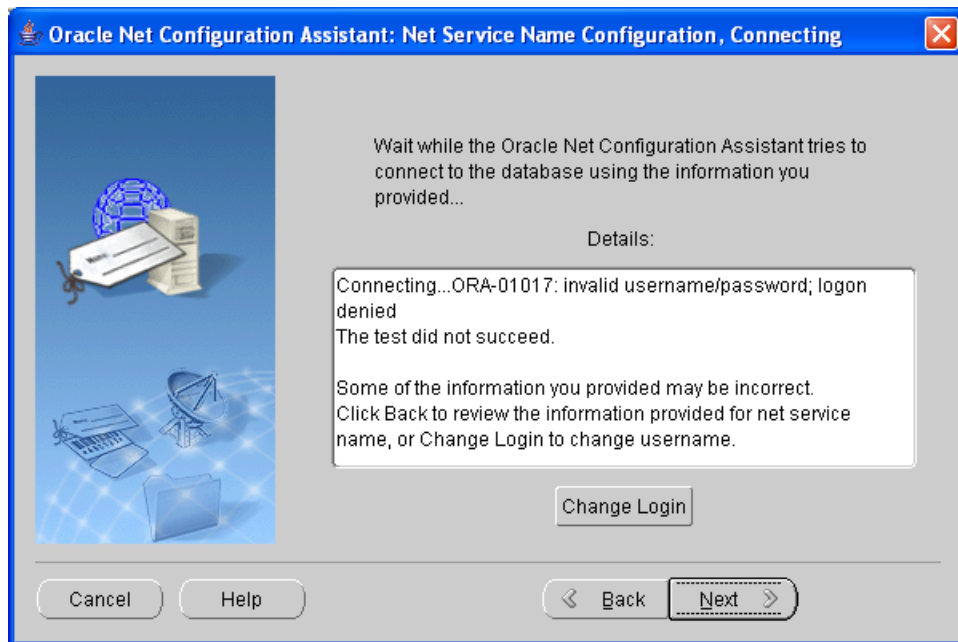 Oracle Net Configuration Assistant: Net Service Name Configuration, Connecting
Wait while the Oracle Net Configuration Assistant tries to
connect to the database using the information you
provided...
Details:
Connecting...ORA-01017: invalid username/password; logon
denied
The test did not succeed.
Some of the information you provided may be incorrect.
Click Back to review the information provided for net service
name, or Change Login to change username.
Change Login
Cancel
Help
Back
Next